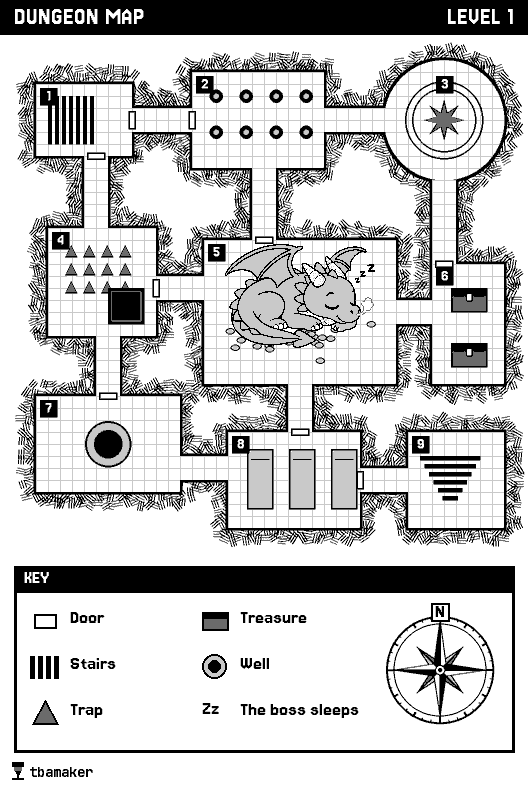 DUNGEON MAP
LEVEL 1
1
2
3
4
5
z z Z
6
7
8
9
KEY
Door
Treasure
N
Stairs
Well
Trap
Zz
The boss sleeps
tbamaker